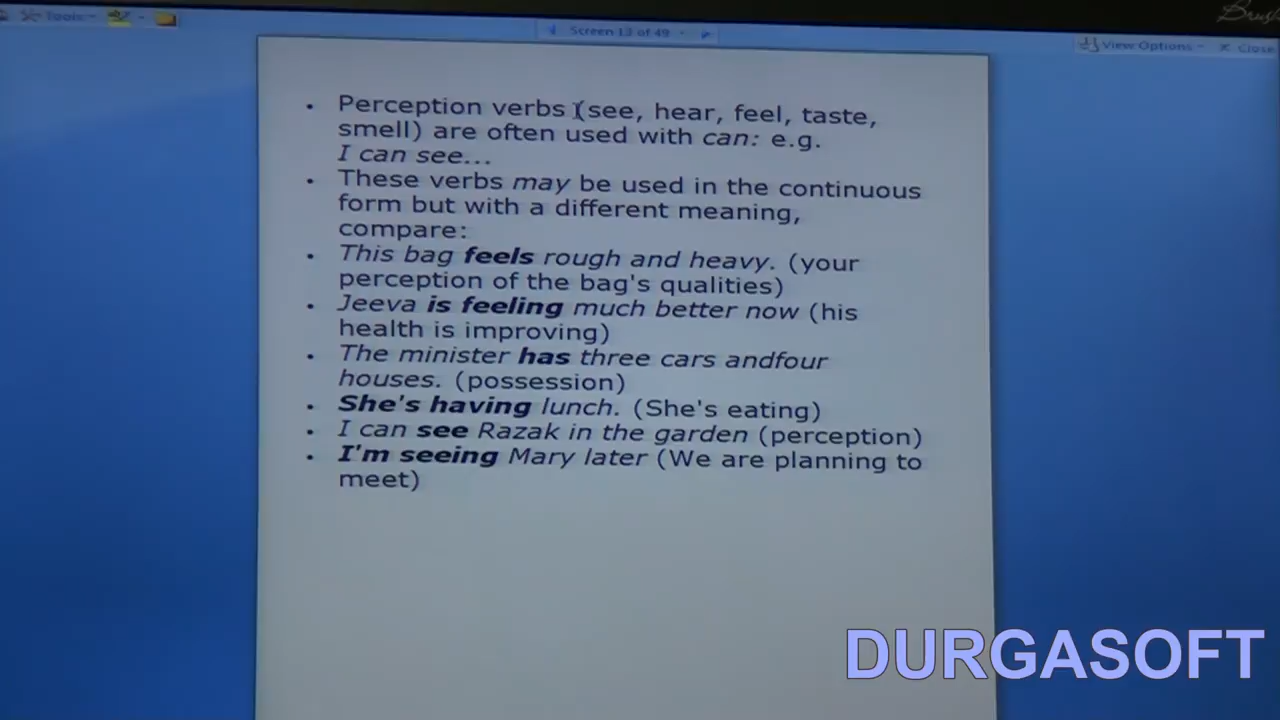 Tools
Screen 13 of 49
View Options
Close
• Perception verbs (see, hear, feel, taste,
smell) are often used with can: e.g.
I can see...
• These verbs may be used in the continuous
form but with a different meaning,
compare:
• This bag feels rough and heavy. (your
perception of the bag's qualities)
• Jeeva is feeling much better now (his
health is improving)
• The minister has three cars andfour
houses. (possession)
• She's having lunch. (She's eating)
• I can see Razak in the garden (perception)
• I'm seeing Mary later (We are planning to
meet)
DURGASOFT